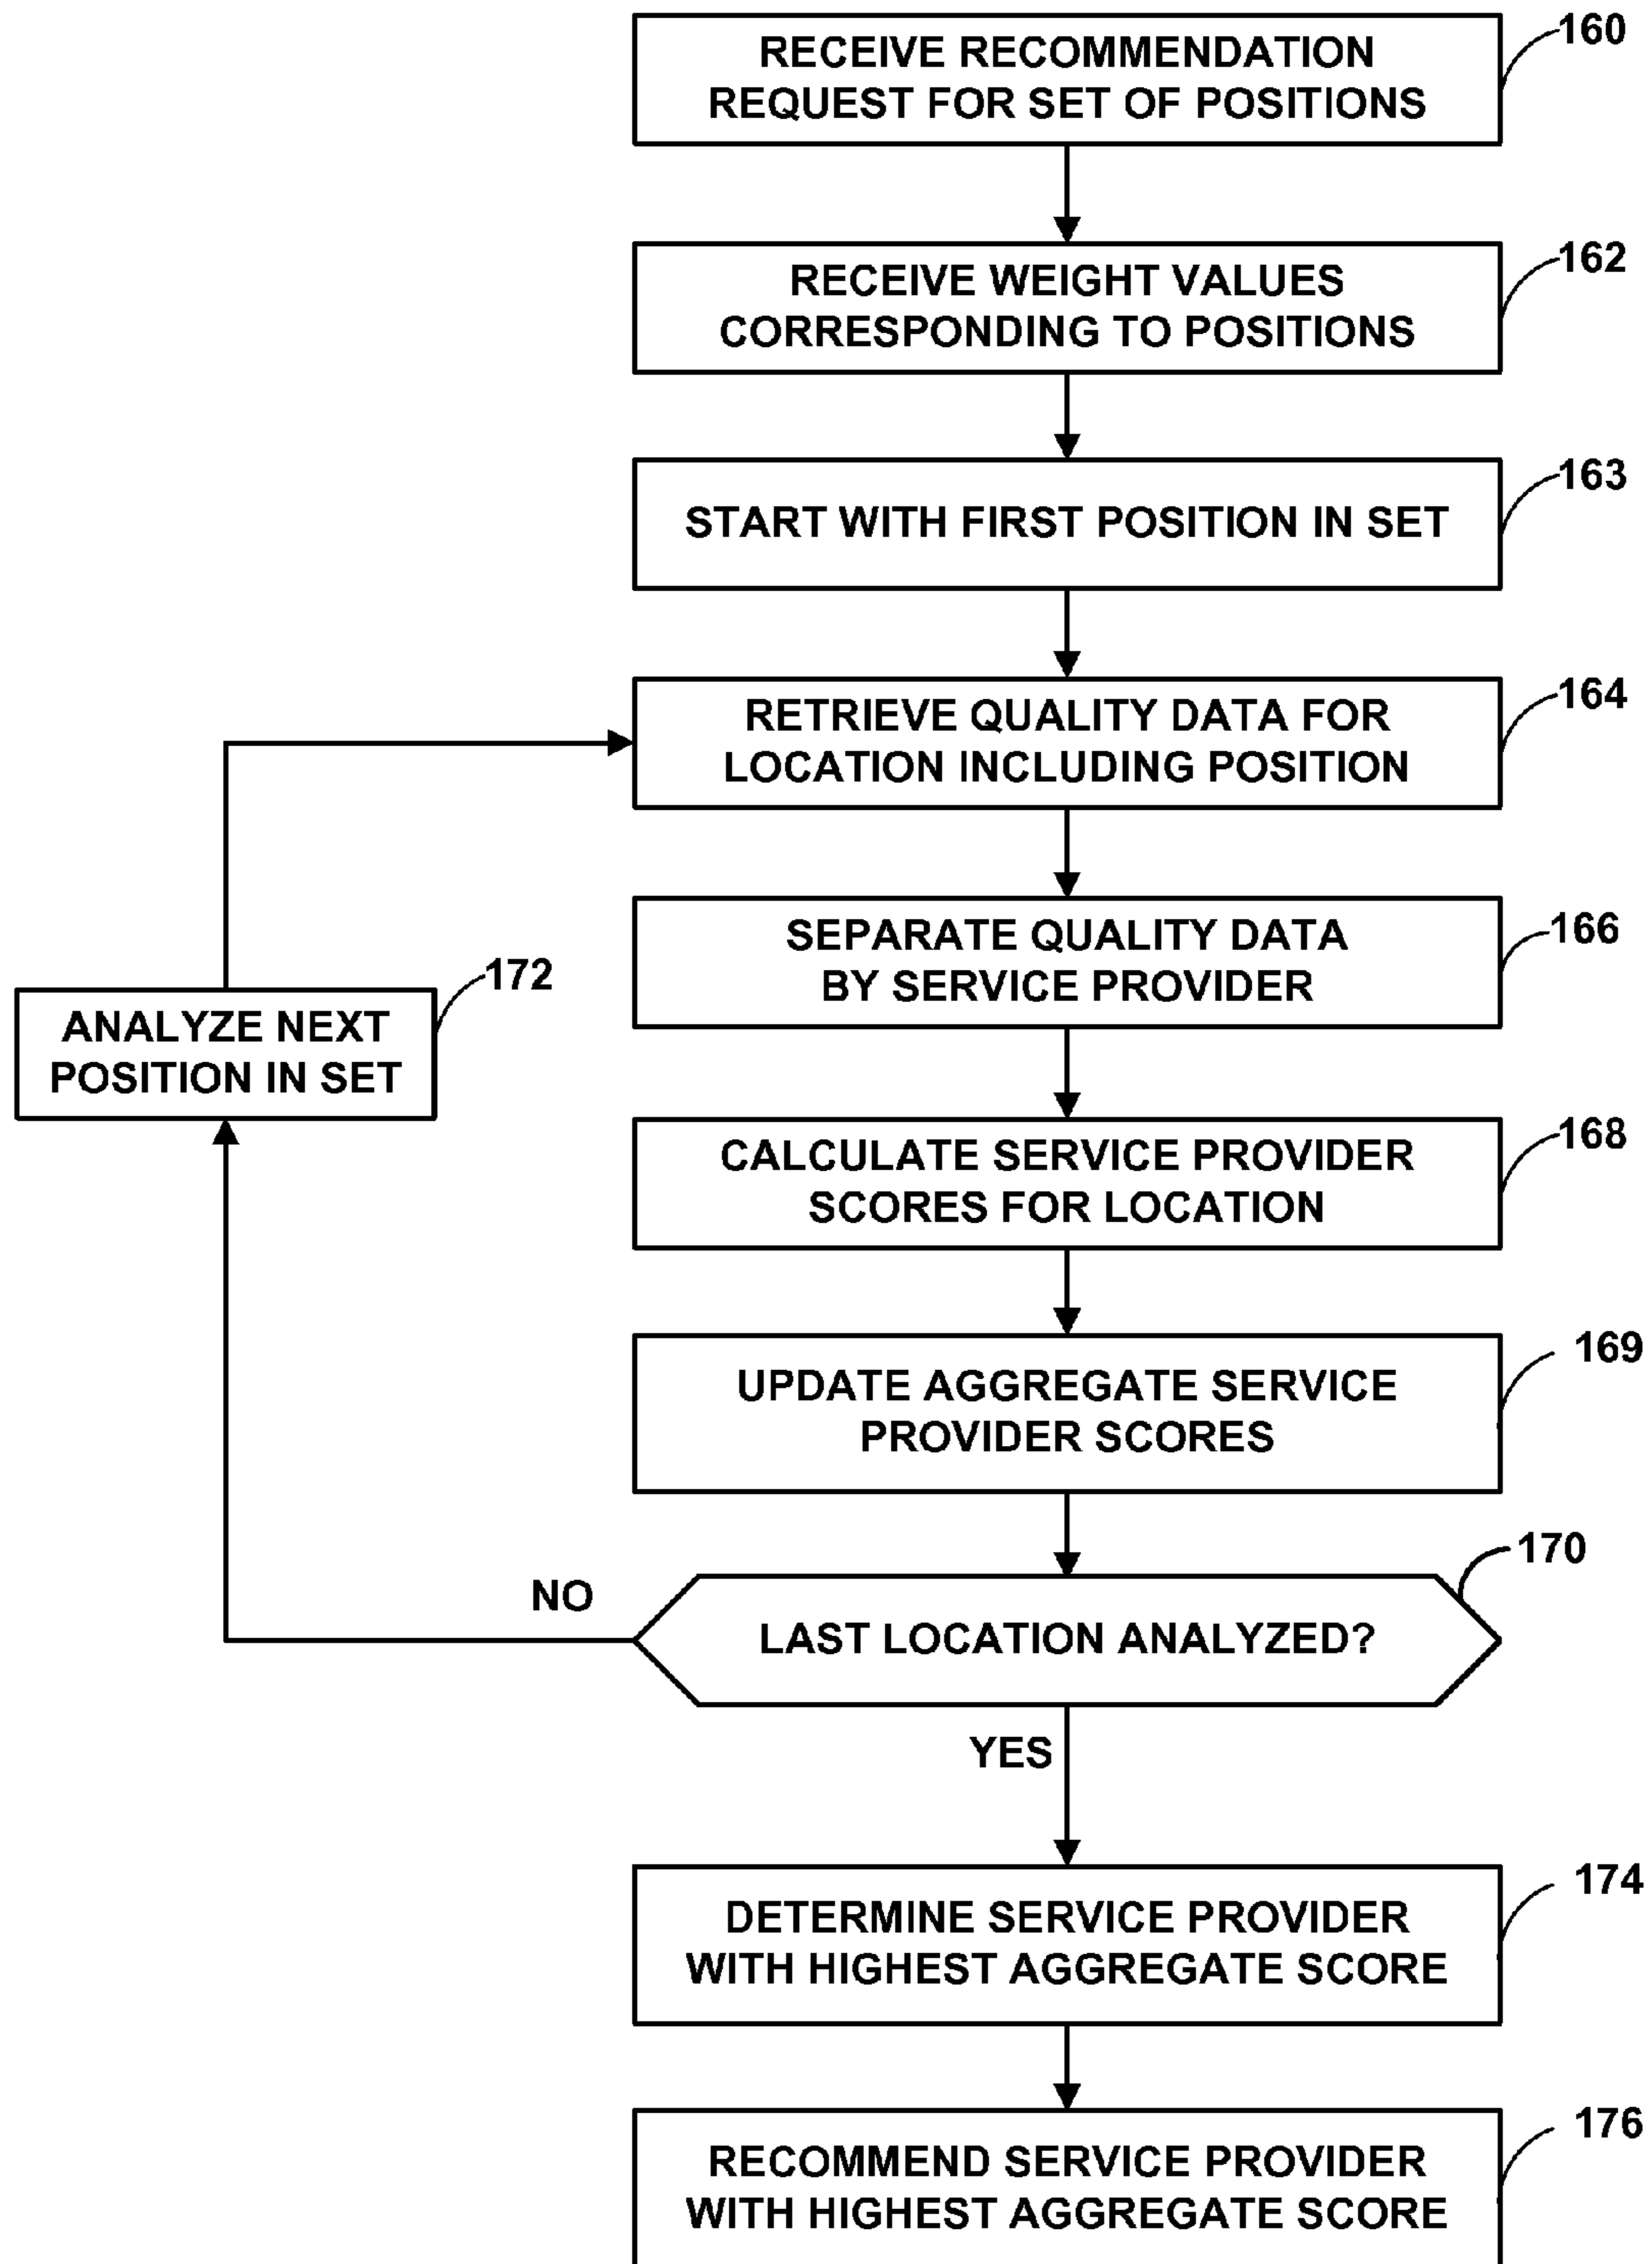 RECEIVE RECOMMENDATION
REQUEST FOR SET OF POSITIONS
160
RECEIVE WEIGHT VALUES
CORRESPONDING TO POSITIONS
162
START WITH FIRST POSITION IN SET
163
RETRIEVE QUALITY DATA FOR
LOCATION INCLUDING POSITION
164
SEPARATE QUALITY DATA
BY SERVICE PROVIDER
166
ANALYZE NEXT
POSITION IN SET
172
CALCULATE SERVICE PROVIDER
SCORES FOR LOCATION
168
UPDATE AGGREGATE SERVICE
PROVIDER SCORES
169
LAST LOCATION ANALYZED?
170
NO
YES
DETERMINE SERVICE PROVIDER
WITH HIGHEST AGGREGATE SCORE
174
RECOMMEND SERVICE PROVIDER
WITH HIGHEST AGGREGATE SCORE
176